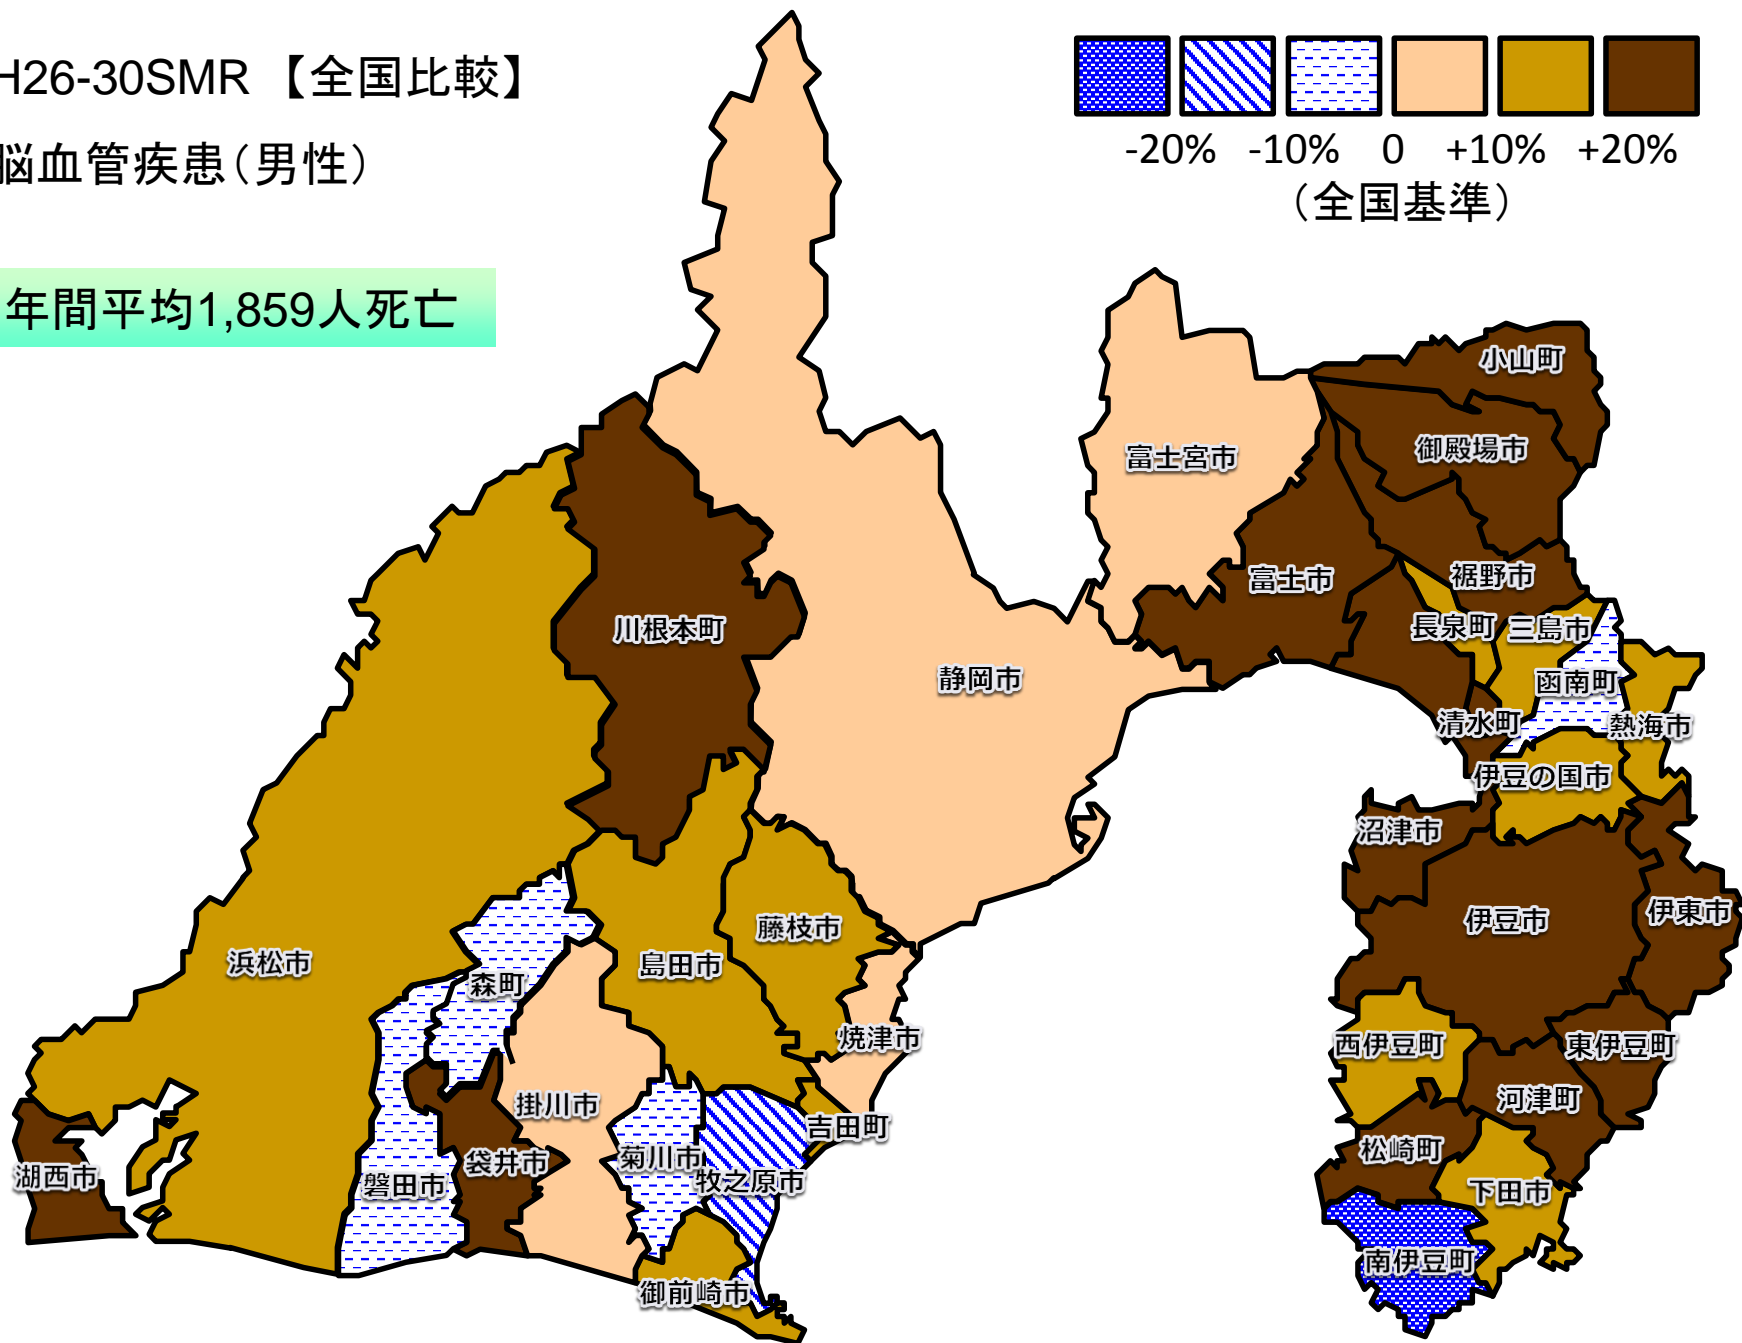 H26-30SMR 【全国比較】
脳血管疾患(男性)
年間平均1,859人死亡
-20% -10% 0 +10% +20%
(全国基準)
小山町
御殿場市
富士宮市
裾野市
富士市
長泉町
三島市
川根本町
静岡市
函南町
清水町
熱海市
伊豆の国市
沼津市
伊豆市
伊東市
藤枝市
島田市
浜松市
森町
焼津市
西伊豆町
東伊豆町
河津町
掛川市
吉田町
松崎町
菊川市
袋井市
湖西市
磐田市
牧之原市
下田市
南伊豆町
御前崎市